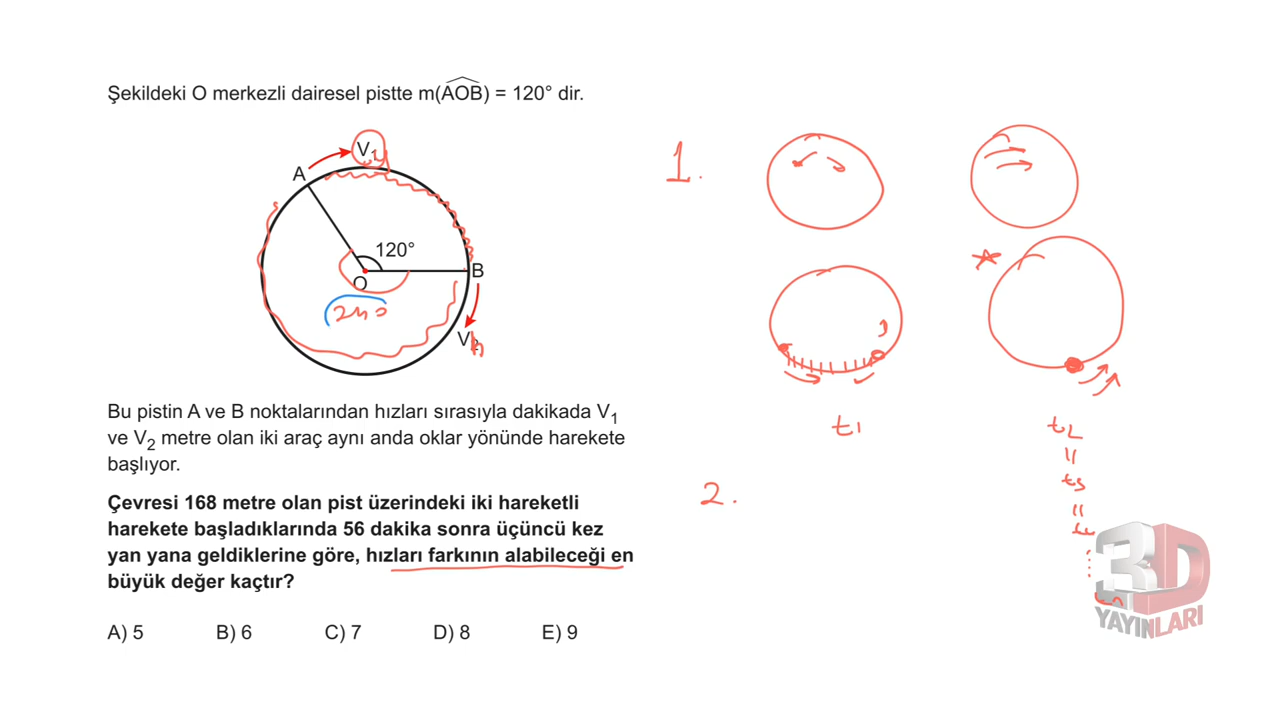 Şekildeki O merkezli dairesel pistte m(AOB) = 120° dir.
V1
A
120°
B
O
240
1.
t1
t2
=
t3
=
2.
Bu pistin A ve B noktalarından hızları sırasıyla dakikada V1
ve V2 metre olan iki araç aynı anda oklar yönünde harekete
başlıyor.
Çevresi 168 metre olan pist üzerindeki iki hareketli
harekete başladıklarında 56 dakika sonra üçüncü kez
yan yana geldiklerine göre, hızları farkının alabileceği en
büyük değer kaçtır?
A) 5 B) 6 C) 7 D) 8 E) 9
3D
YAYINLARI